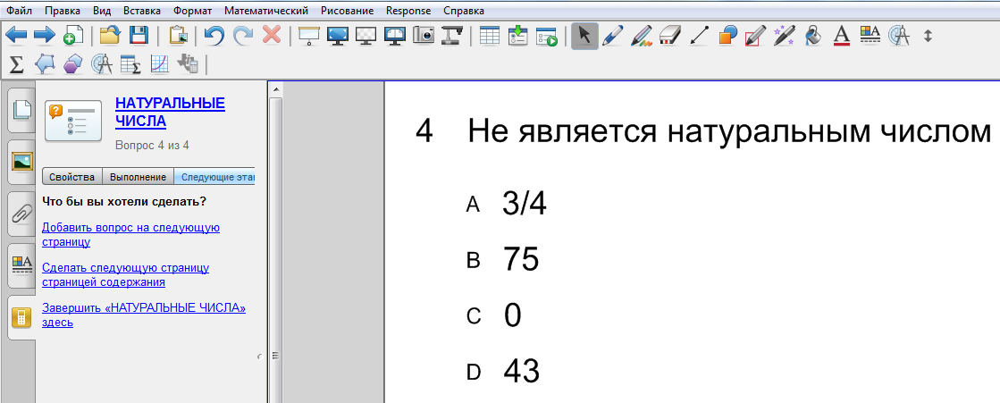 Файл Правка Вид Вставка Формат Математический Рисование Response Справка
НАТУРАЛЬНЫЕ
ЧИСЛА
Вопрос 4 из 4
Свойства Выполнение Следующие эта
Что бы вы хотели сделать?
Добавить вопрос на следующую
страницу
Сделать следующую страницу
страницей содержания
Завершить «НАТУРАЛЬНЫЕ ЧИСЛА»
здесь
4 Не является натуральным числом
A 3/4
B 75
C 0
D 43